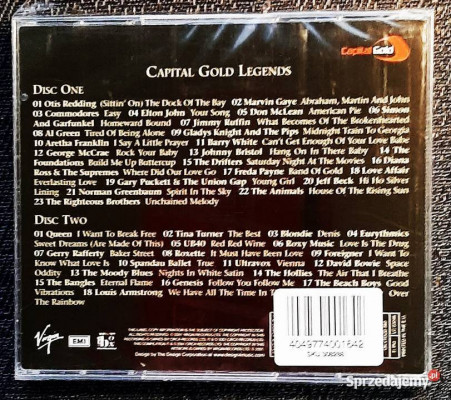 Capital Gold
CAPITAL GOLD LEGENDS
DISC ONE
01 Otis Redding (Sittin' On) The Dock Of The Bay 02 Marvin Gaye Abraham, Martin And John
03 Commodores Easy 04 Elton John Your Song 05 Don McLean American Pie 06 Simon
And Garfunkel Homeward Bound 07 Jimmy Ruffin What Becomes Of The Brokenhearted
08 Al Green Tired Of Being Alone 09 Gladys Knight And The Pips Midnight Train To Georgia
10 Aretha Franklin I Say A Little Prayer 11 Barry White Can't Get Enough Of Your Love Babe
12 George McCrae Rock Your Baby 13 Johnny Bristol Hang On In There Baby 14 The
Foundations Build Me Up Buttercup 15 The Drifters Saturday Night At The Movies 16 Diana
Ross & The Supremes Where Did Our Love Go 17 Freda Payne Band Of Gold 18 Love Affair
Everlasting Love 19 Gary Puckett & The Union Gap Young Girl 20 Jeff Beck Hi Ho Silver
Lining 21 Norman Greenbaum Spirit In The Sky 22 The Animals House Of The Rising Sun
23 The Righteous Brothers Unchained Melody
DISC TWO
01 Queen I Want To Break Free 02 Tina Turner The Best 03 Blondie Denis 04 Eurythmics
Sweet Dreams (Are Made Of This) 05 UB40 Red Red Wine 06 Roxy Music Love Is The Drug
07 Gerry Rafferty Baker Street 08 Roxette It Must Have Been Love 09 Foreigner I Want To
Know What Love Is 10 Spandau Ballet True 11 Ultravox Vienna 12 David Bowie Space
Oddity 13 The Moody Blues Nights In White Satin 14 The Hollies The Air That I Breathe
15 The Bangles Eternal Flame 16 Genesis Follow You Follow Me 17 The Beach Boys Good
Vibrations 18 Louis Armstrong We Have All The Time In Over
The Rainbow
Virgin EMI
Design by The Design Corporation at www.designmusic.com
4049774001642
Sprzedajemy.pl